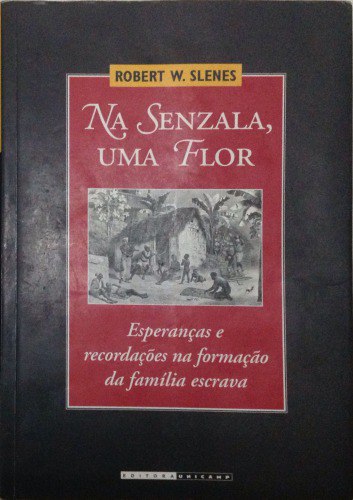 ROBERT W. SLENES
NA SENZALA,
UMA FLOR
Esperanças e
recordações na formação
da família escrava
EDITORA UNICAMP